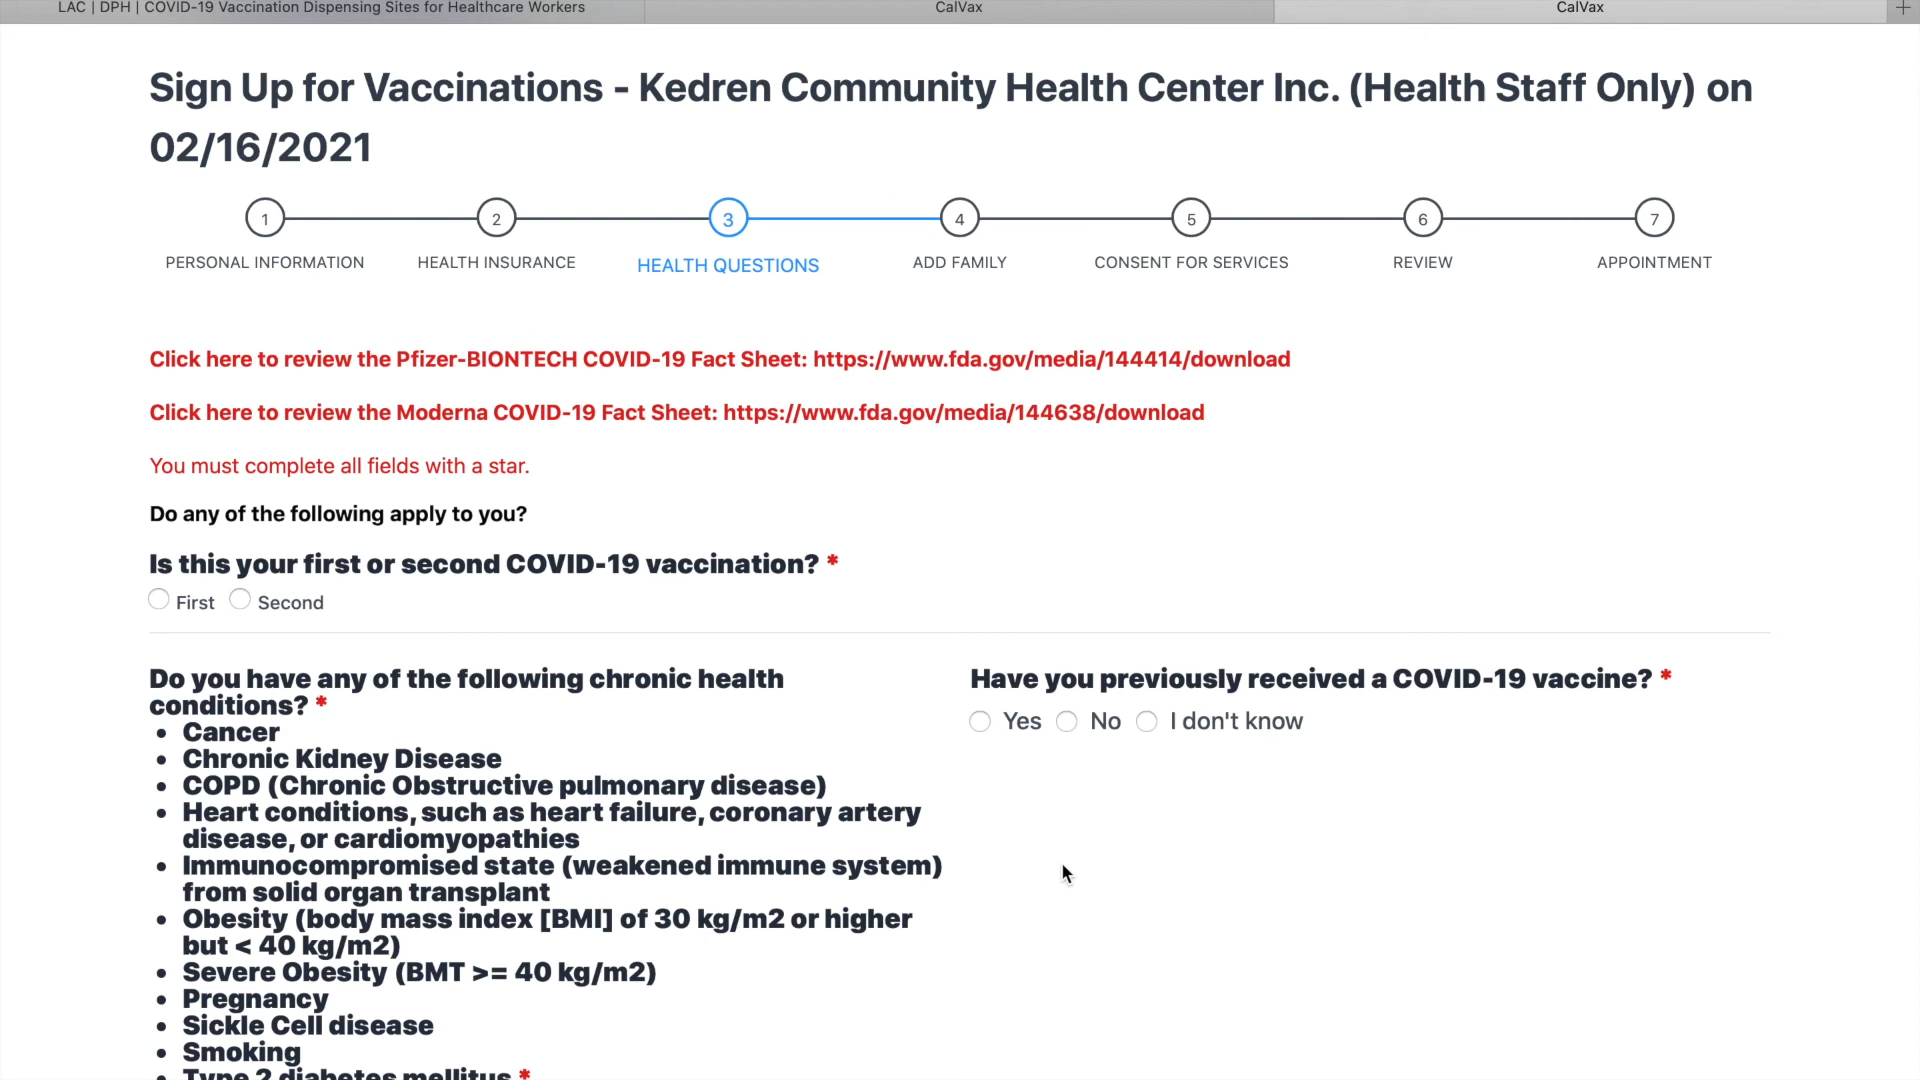 LAC | DPH | COVID-19 Vaccination Dispensing Sites for Healthcare Workers
CalVax
CalVax
Sign Up for Vaccinations - Kedren Community Health Center Inc. (Health Staff Only) on
02/16/2021
1
2
3
4
5
6
7
PERSONAL INFORMATION
HEALTH INSURANCE
HEALTH QUESTIONS
ADD FAMILY
CONSENT FOR SERVICES
REVIEW
APPOINTMENT
Click here to review the Pfizer-BIONTECH COVID-19 Fact Sheet: https://www.fda.gov/media/144414/download
Click here to review the Moderna COVID-19 Fact Sheet: https://www.fda.gov/media/144638/download
You must complete all fields with a star.
Do any of the following apply to you?
Is this your first or second COVID-19 vaccination? *
First Second
Do you have any of the following chronic health
conditions? *
• Cancer
• Chronic Kidney Disease
• COPD (Chronic Obstructive pulmonary disease)
• Heart conditions, such as heart failure, coronary artery
disease, or cardiomyopathies
• Immunocompromised state (weakened immune system)
from solid organ transplant
• Obesity (body mass index [BMI] of 30 kg/m2 or higher
but < 40 kg/m2)
• Severe Obesity (BMT >= 40 kg/m2)
• Pregnancy
• Sickle Cell disease
• Smoking
• Type 2 diabetes mellitus *
Have you previously received a COVID-19 vaccine? *
Yes No I don't know